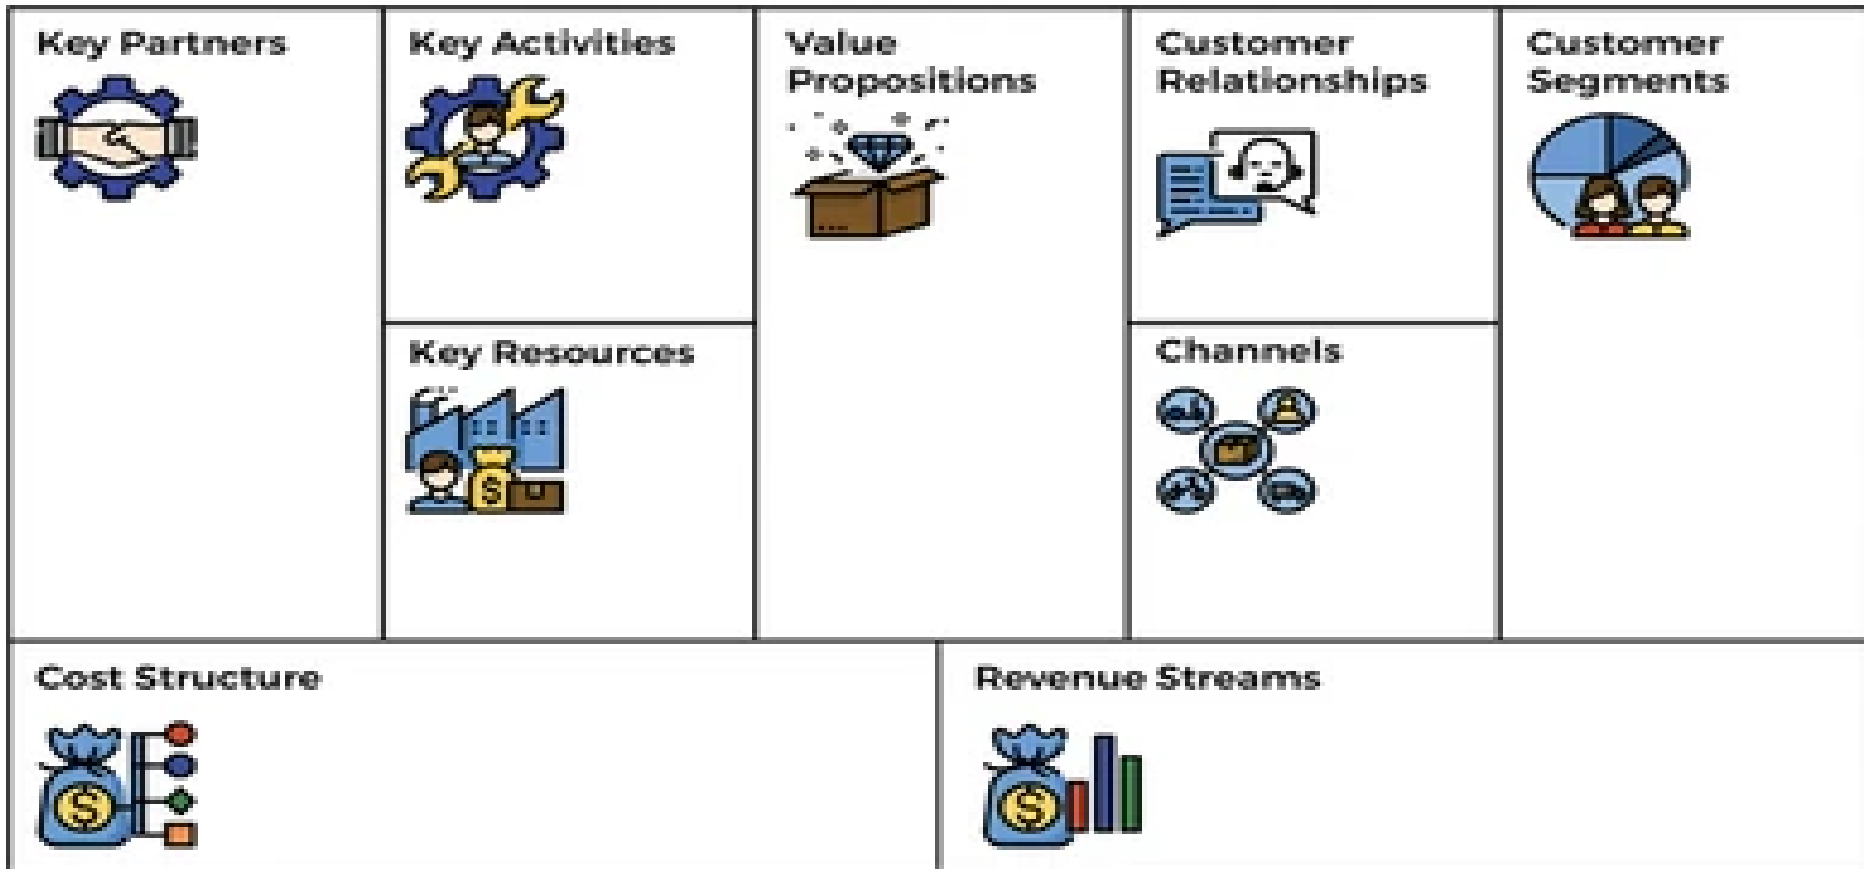 Key Partners
Key Activities
Value
Propositions
Customer
Relationships
Customer
Segments
Key Resources
$
Channels
Cost Structure
$
Revenue Streams
$